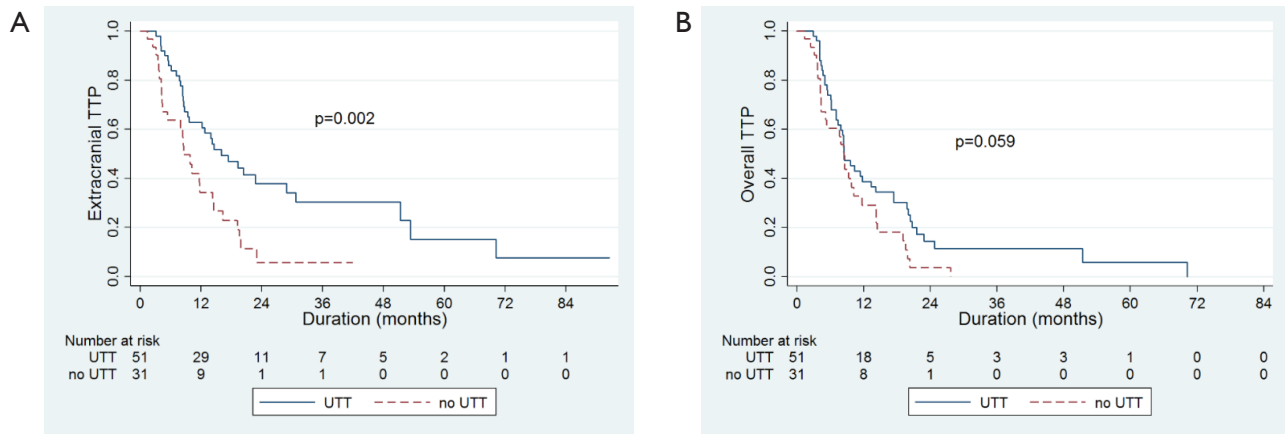 A
Extracranial TTP
1.0
0.8
0.6
0.4
0.2
0.0
p=0.002
0 12 24 36 48 60 72 84
Duration (months)
Number at risk
UTT 51 29 11 7 5 2 1 1
no UTT 31 9 1 1 0 0 0 0
UTT no UTT
B
Overall TTP
1.0
0.8
0.6
0.4
0.2
0.0
p=0.059
0 12 24 36 48 60 72 84
Duration (months)
Number at risk
UTT 51 18 5 3 3 1 0 0
no UTT 31 8 1 0 0 0 0 0
UTT no UTT